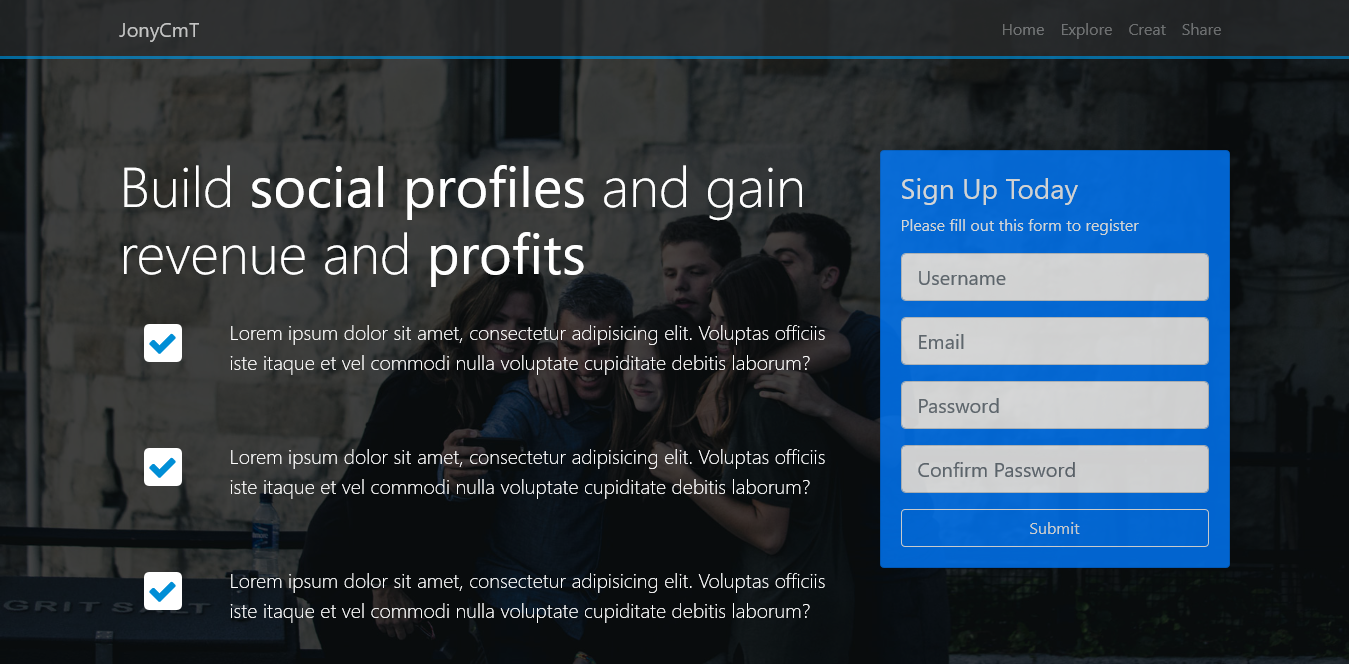 JonyCmT
Home Explore Creat Share
Build social profiles and gain
revenue and profits
Lorem ipsum dolor sit amet, consectetur adipisicing elit. Voluptas officiis
iste itaque et vel commodi nulla voluptate cupiditate debitis laborum?
Lorem ipsum dolor sit amet, consectetur adipisicing elit. Voluptas officiis
iste itaque et vel commodi nulla voluptate cupiditate debitis laborum?
Lorem ipsum dolor sit amet, consectetur adipisicing elit. Voluptas officiis
iste itaque et vel commodi nulla voluptate cupiditate debitis laborum?
GRIT SALT
Sign Up Today
Please fill out this form to register
Username
Email
Password
Confirm Password
Submit